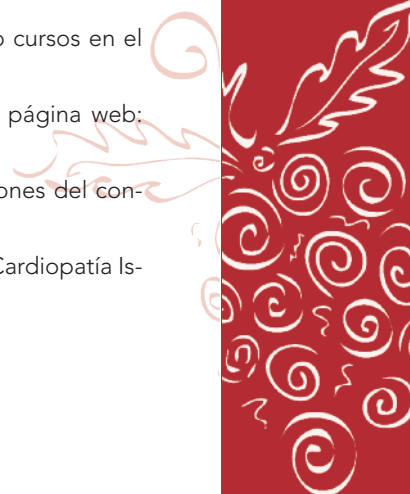 o cursos en el
página web:
ones del con-
Cardiopatía Is-